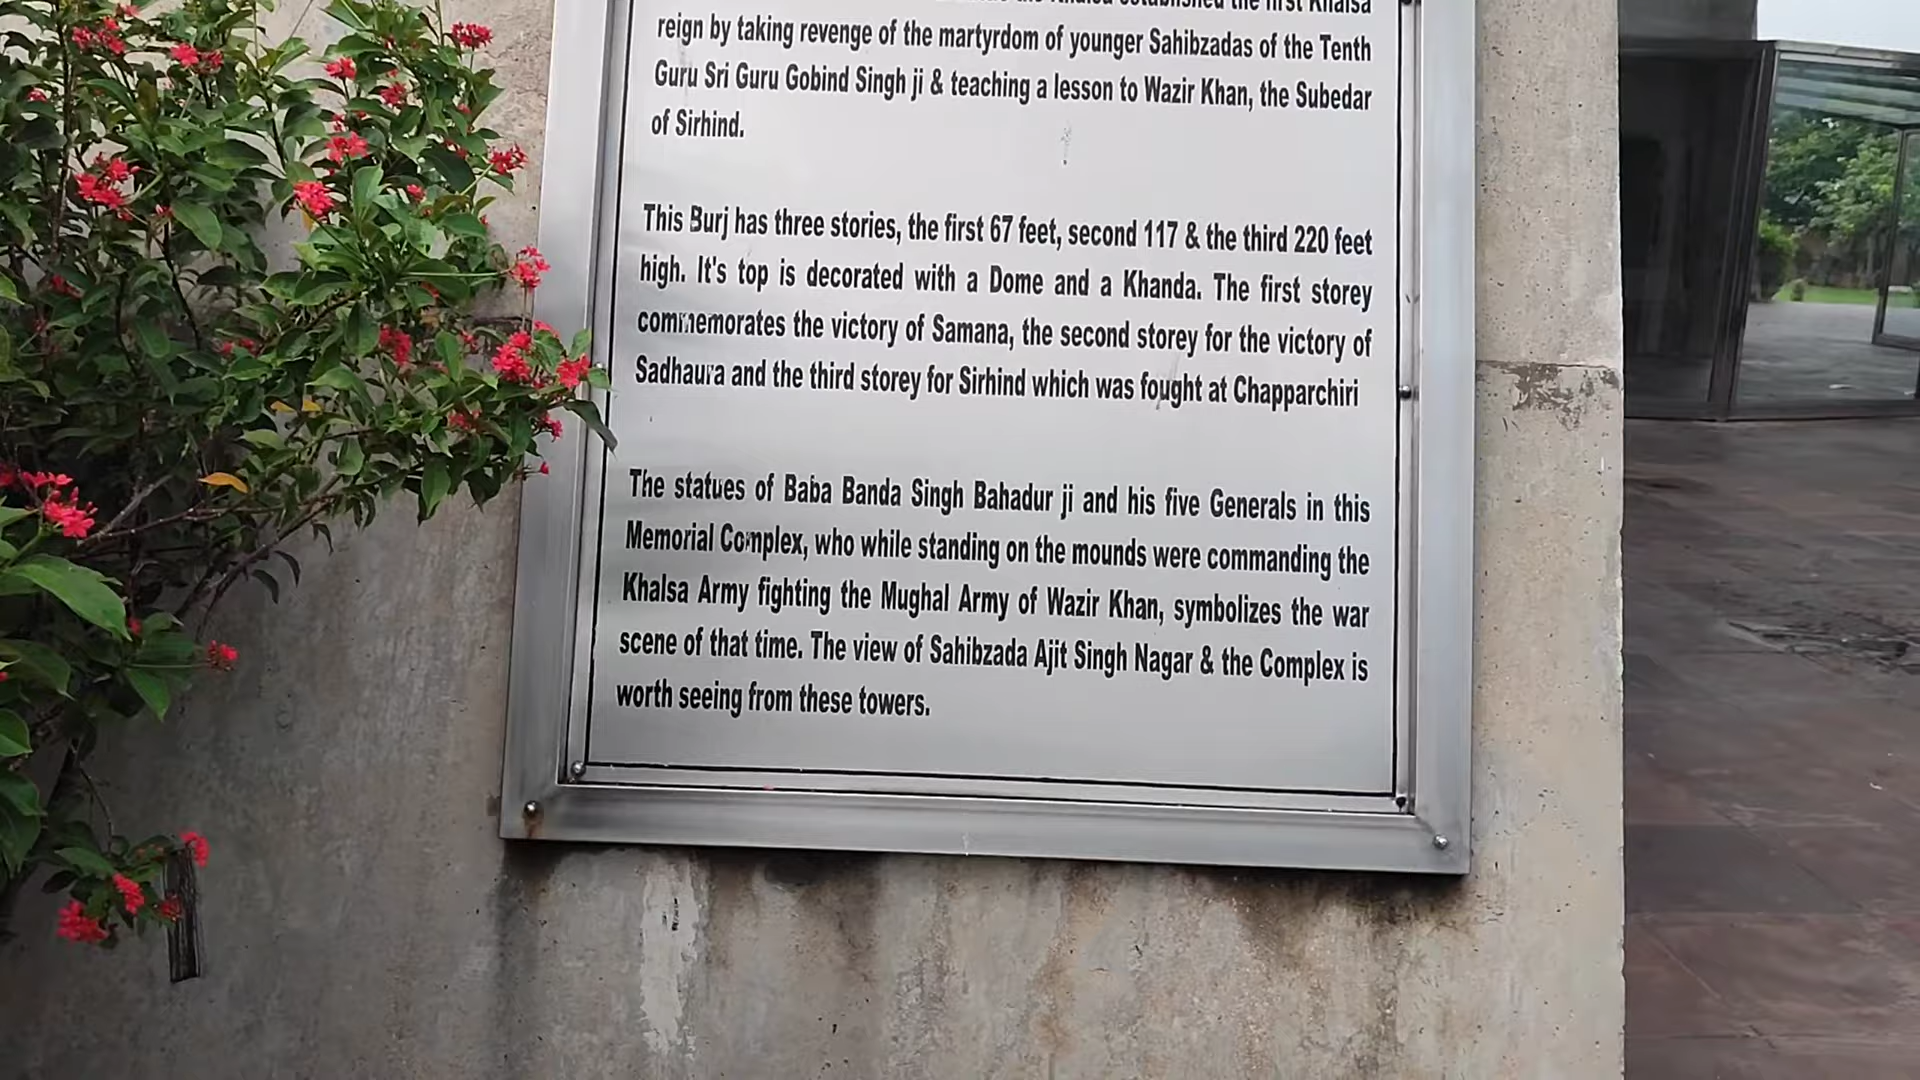 the Khalsa established the first Khalsa
reign by taking revenge of the martyrdom of younger Sahibzadas of the Tenth
Guru Sri Guru Gobind Singh ji & teaching a lesson to Wazir Khan, the Subedar
of Sirhind.
This Burj has three stories, the first 67 feet, second 117 & the third 220 feet
high. It's top is decorated with a Dome and a Khanda. The first storey
commemorates the victory of Samana, the second storey for the victory of
Sadhaura and the third storey for Sirhind which was fought at Chapparchiri
The statues of Baba Banda Singh Bahadur ji and his five Generals in this
Memorial Complex, who while standing on the mounds were commanding the
Khalsa Army fighting the Mughal Army of Wazir Khan, symbolizes the war
scene of that time. The view of Sahibzada Ajit Singh Nagar & the Complex is
worth seeing from these towers.